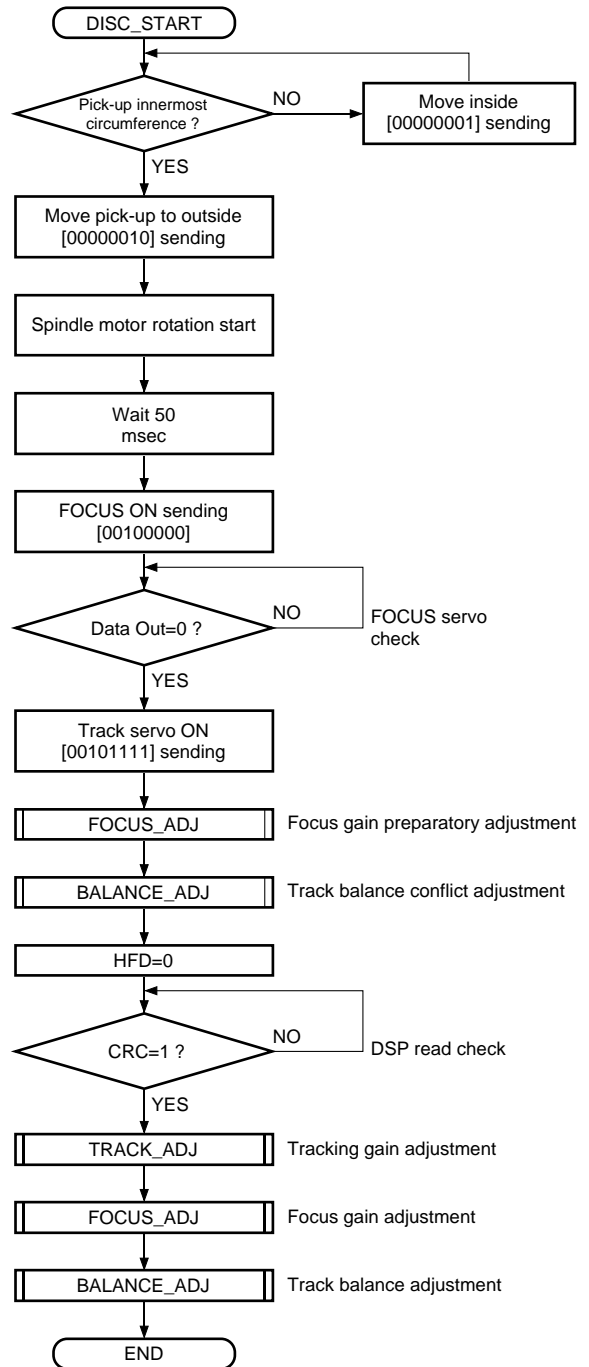 DISC_START
Pick-up innermost
circumference ?
NO
Move inside
[00000001] sending
YES
Move pick-up to outside
[00000010] sending
Spindle motor rotation start
Wait 50
msec
FOCUS ON sending
[00100000]
Data Out=0 ?
NO
FOCUS servo
check
YES
Track servo ON
[00101111] sending
FOCUS_ADJ
Focus gain preparatory adjustment
BALANCE_ADJ
Track balance conflict adjustment
HFD=0
CRC=1 ?
NO
DSP read check
YES
TRACK_ADJ
Tracking gain adjustment
FOCUS_ADJ
Focus gain adjustment
BALANCE_ADJ
Track balance adjustment
END